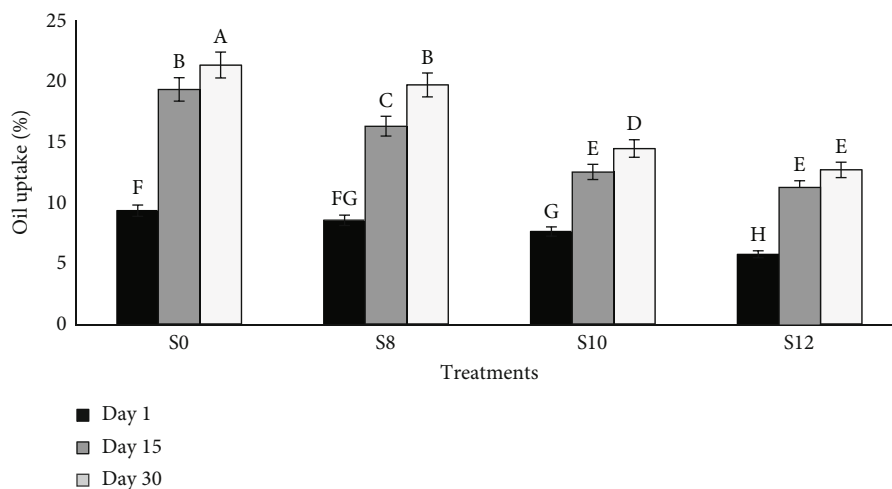 25
20
15
10
5
0
Oil uptake (%)
F
B
A
FG
C
B
G
E
D
H
E
E
S0
S8
S10
S12
Treatments
Day 1
Day 15
Day 30